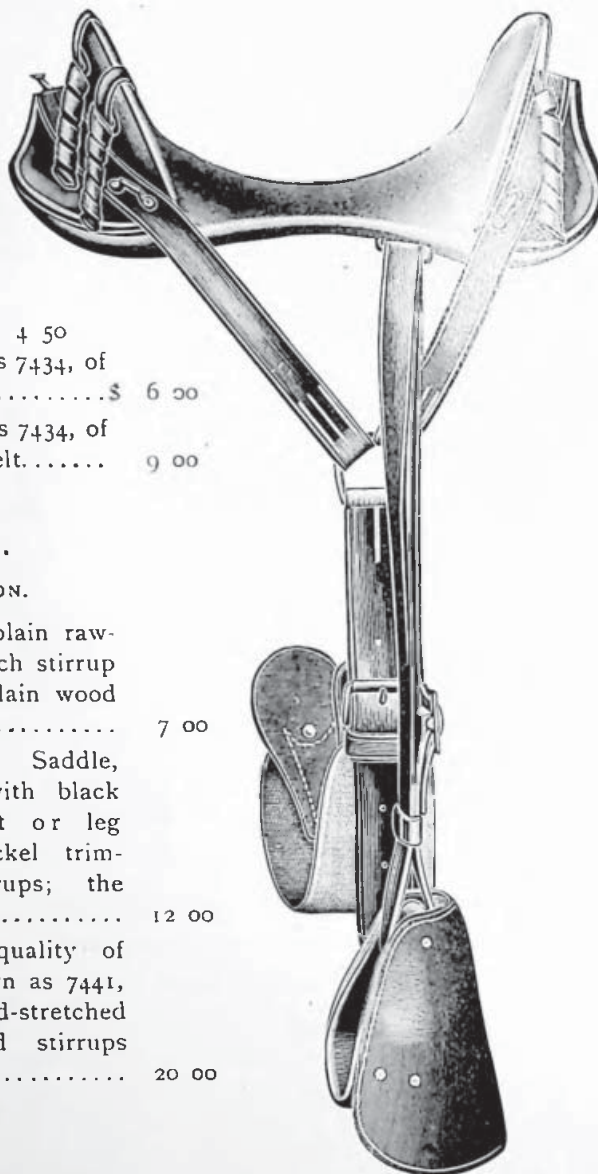 4 50
s 7434, of
.........$ 6 00
s 7434, of
elt....... 9 00
.
ON.
plain raw-
ch stirrup
lain wood
.......... 7 00
Saddle,
with black
t or leg
ckel trim-
rups; the
.......... 12 00
quality of
n as 7441,
d-stretched
d stirrups
.......... 20 00